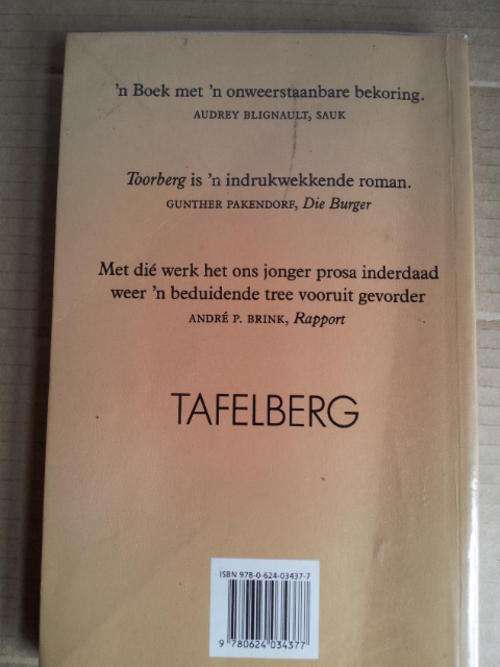 'n Boek met 'n onweerstaanbare bekoring.
AUDREY BLIGNAULT, SAUK
Toorberg is 'n indrukwekkende roman.
GUNTHER PAKENDORF, Die Burger
Met dié werk het ons jonger prosa inderdaad
weer 'n beduidende tree vooruit gevorder
ANDRÉ P. BRINK, Rapport
TAFELBERG
ISBN 978-0-624-03437-7
9 780624 034377